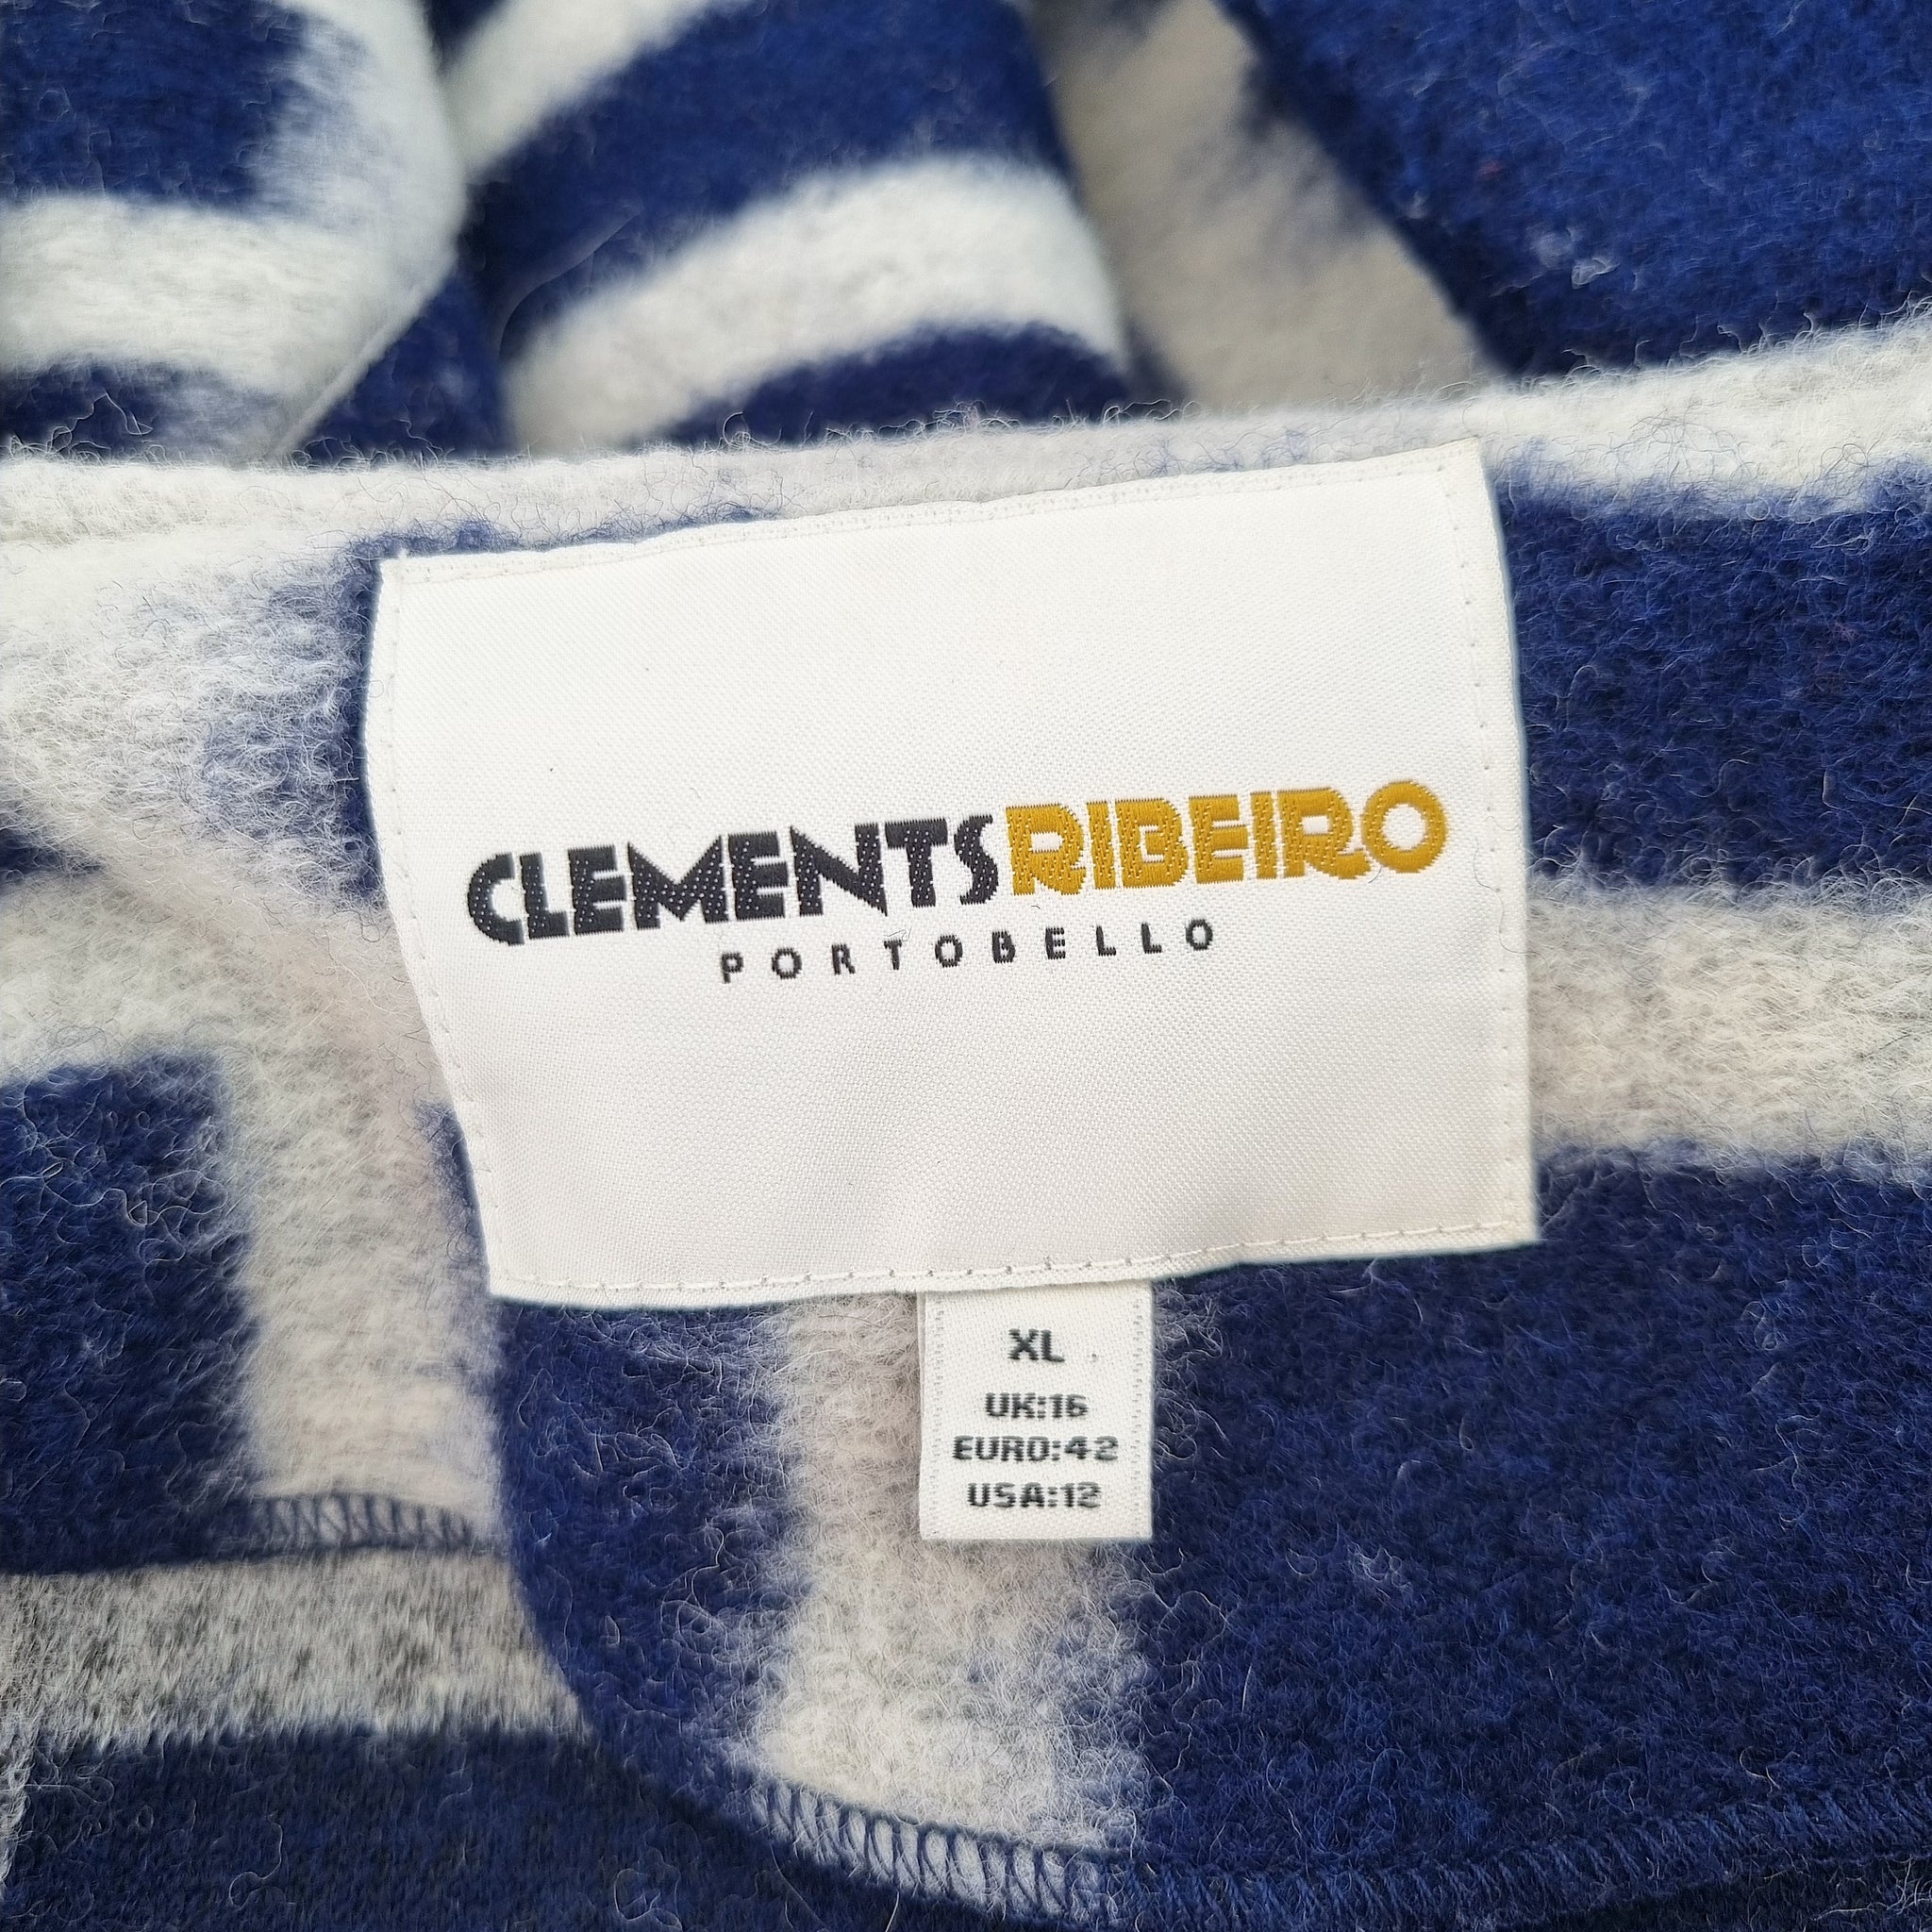 CLEMENTSRIBEIRO
PORTOBELLO
XL
UK:16
EURO:42
USA:12